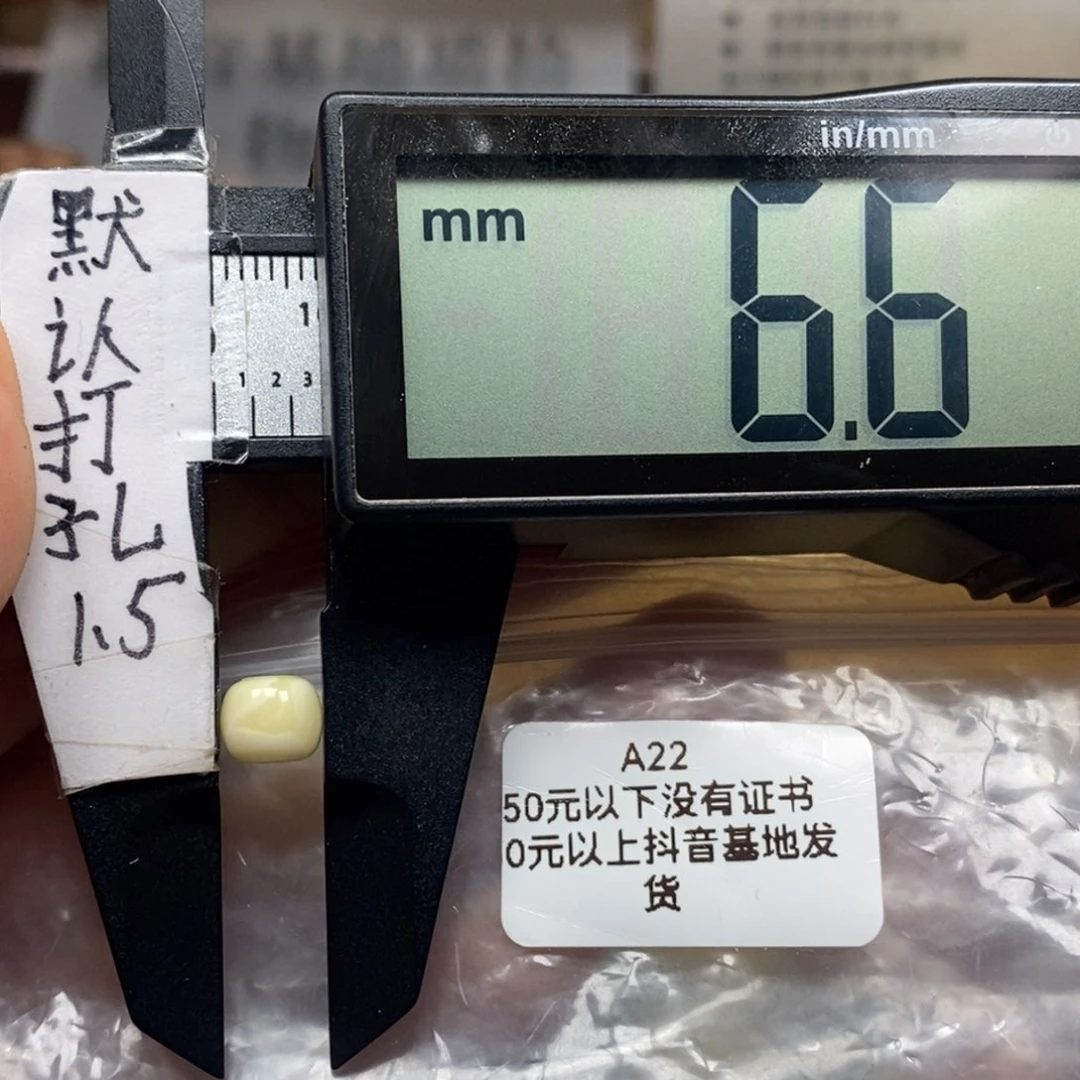 in/mm
mm
6.6
1 2 3
默
认
打
孔
1.5
A22
50元以下没有证书
0元以上抖音基地发
货